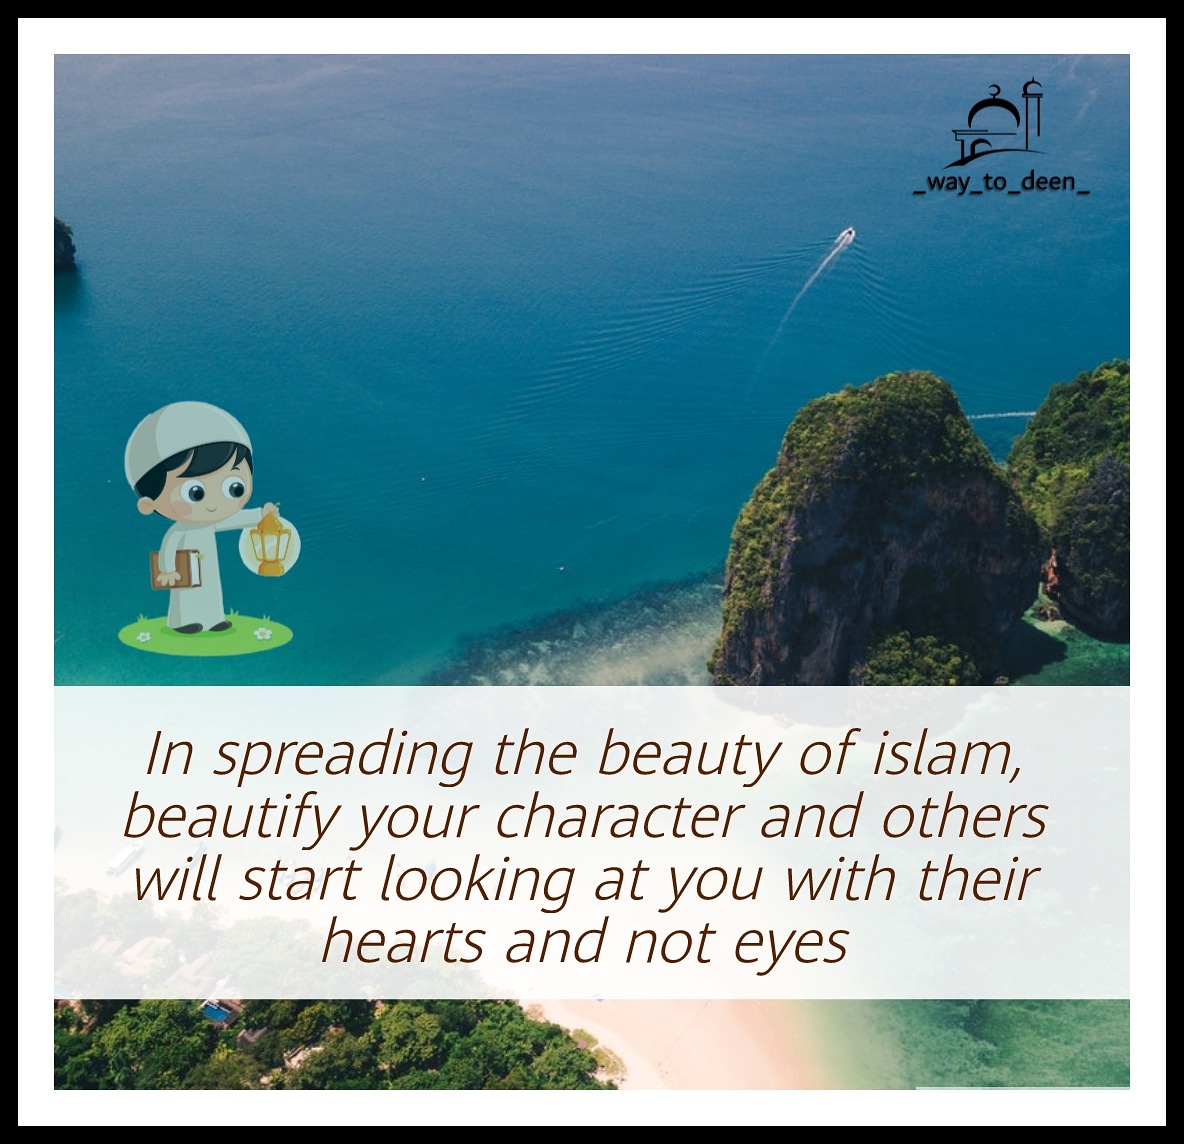 _way_to_deen_
In spreading the beauty of islam,
beautify your character and others
will start looking at you with their
hearts and not eyes